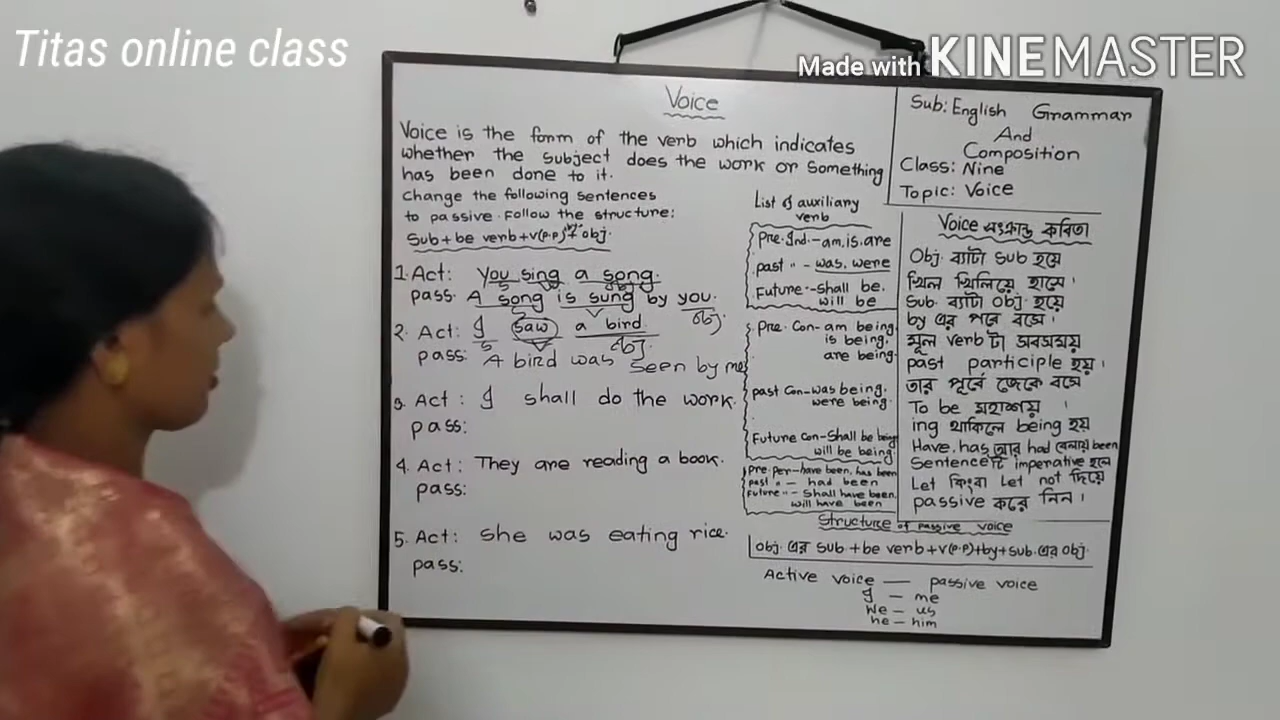 Titas online class
Made with KINEMASTER
Voice
Voice is the form of the verb which indicates
whether the subject does the work or something
has been done to it.
Change the following sentences
to passive. Follow the structure:
Sub+be verb+v(p.p)+ obj.
1. Act: You sing a song.
pass. A song is sung by you.
S
obj.
2. Act: I saw a bird.
S V obj.
pass: A bird was seen by me
3. Act: I shall do the work.
pass:
4. Act: They are reading a book.
pass:
5. Act: she was eating rice.
pass:
List of auxiliary
verb
Pre. Ind. - am, is, are
past " - was, were
Future - shall be.
will be
Pre. Con- am being
is being,
are being.
past Con-was being,
were being.
Future Con-Shall be being
will be being.
Pre. per-have been, has been
past " - had been
Future " - Shall have been,
will have been
Sub: English Grammar
And
Composition
Class: Nine
Topic: Voice
Voice সংক্রান্ত কবিতা
Obj. ব্যাটা Sub হয়ে
খিল খিলিয়ে হাসে।
Sub. ব্যাটা Obj. হয়ে
by এর পরে বসে।
মূল verb টা সবসময়
past participle হয়।
তার পূর্বে জেকে বসে
To be মহাশয়।
ing থাকিলে being হয়
Have, has আর had বেলায় been
Sentence টি imperative হলে
Let কিংবা Let not দিয়ে
passive করে নিন।
Structure of passive voice
obj. এর sub + be verb+v(p.p)+by+sub. এর obj.
Active voice — passive voice
I — me
We — us
he — him